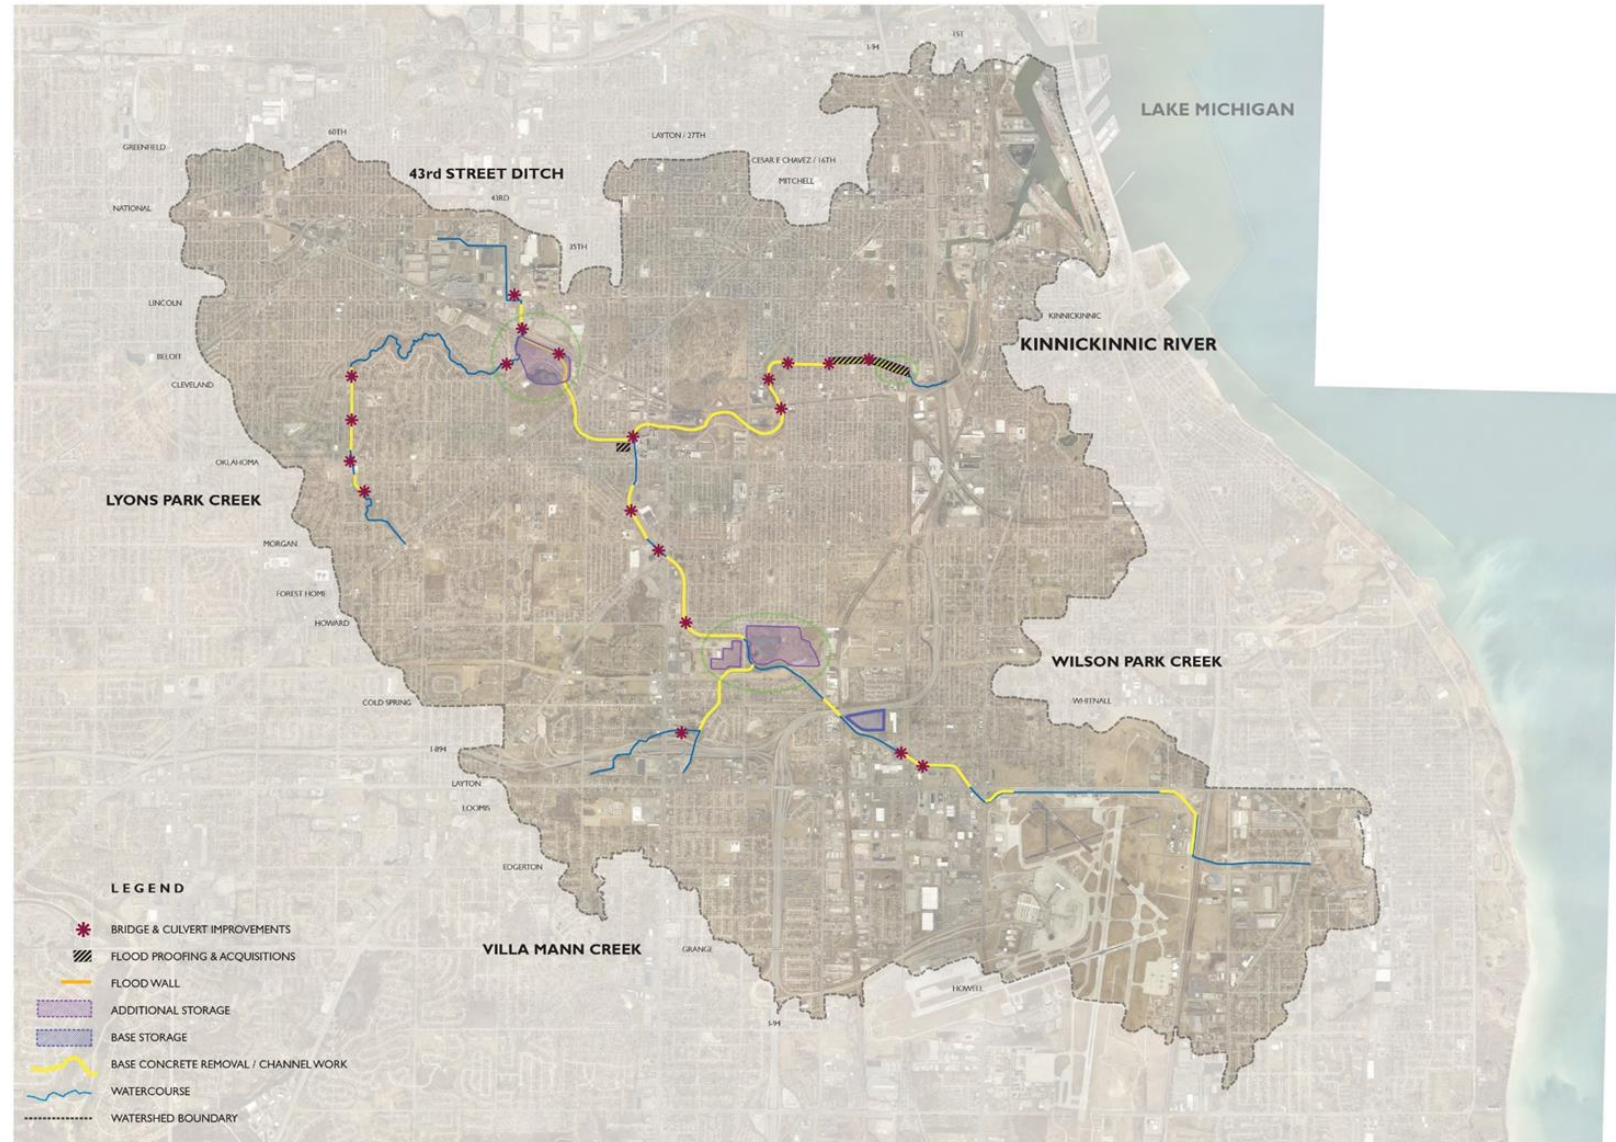 1ST
I-94
LAKE MICHIGAN
60TH
LAYTON / 27TH
GREENFIELD
CESAR E CHAVEZ / 16TH
43rd STREET DITCH
MITCHELL
43RD
NATIONAL
35TH
LINCOLN
KINNICKINNIC
KINNICKINNIC RIVER
BELOIT
CLEVELAND
OKLAHOMA
LYONS PARK CREEK
MORGAN
FOREST HOME
HOWARD
WILSON PARK CREEK
COLD SPRING
WHITNALL
I-894
LAYTON
LOOMIS
EDGERTON
VILLA MANN CREEK
GRANGE
HOWELL
I-94
LEGEND
BRIDGE & CULVERT IMPROVEMENTS
FLOOD PROOFING & ACQUISITIONS
FLOOD WALL
ADDITIONAL STORAGE
BASE STORAGE
BASE CONCRETE REMOVAL / CHANNEL WORK
WATERCOURSE
WATERSHED BOUNDARY